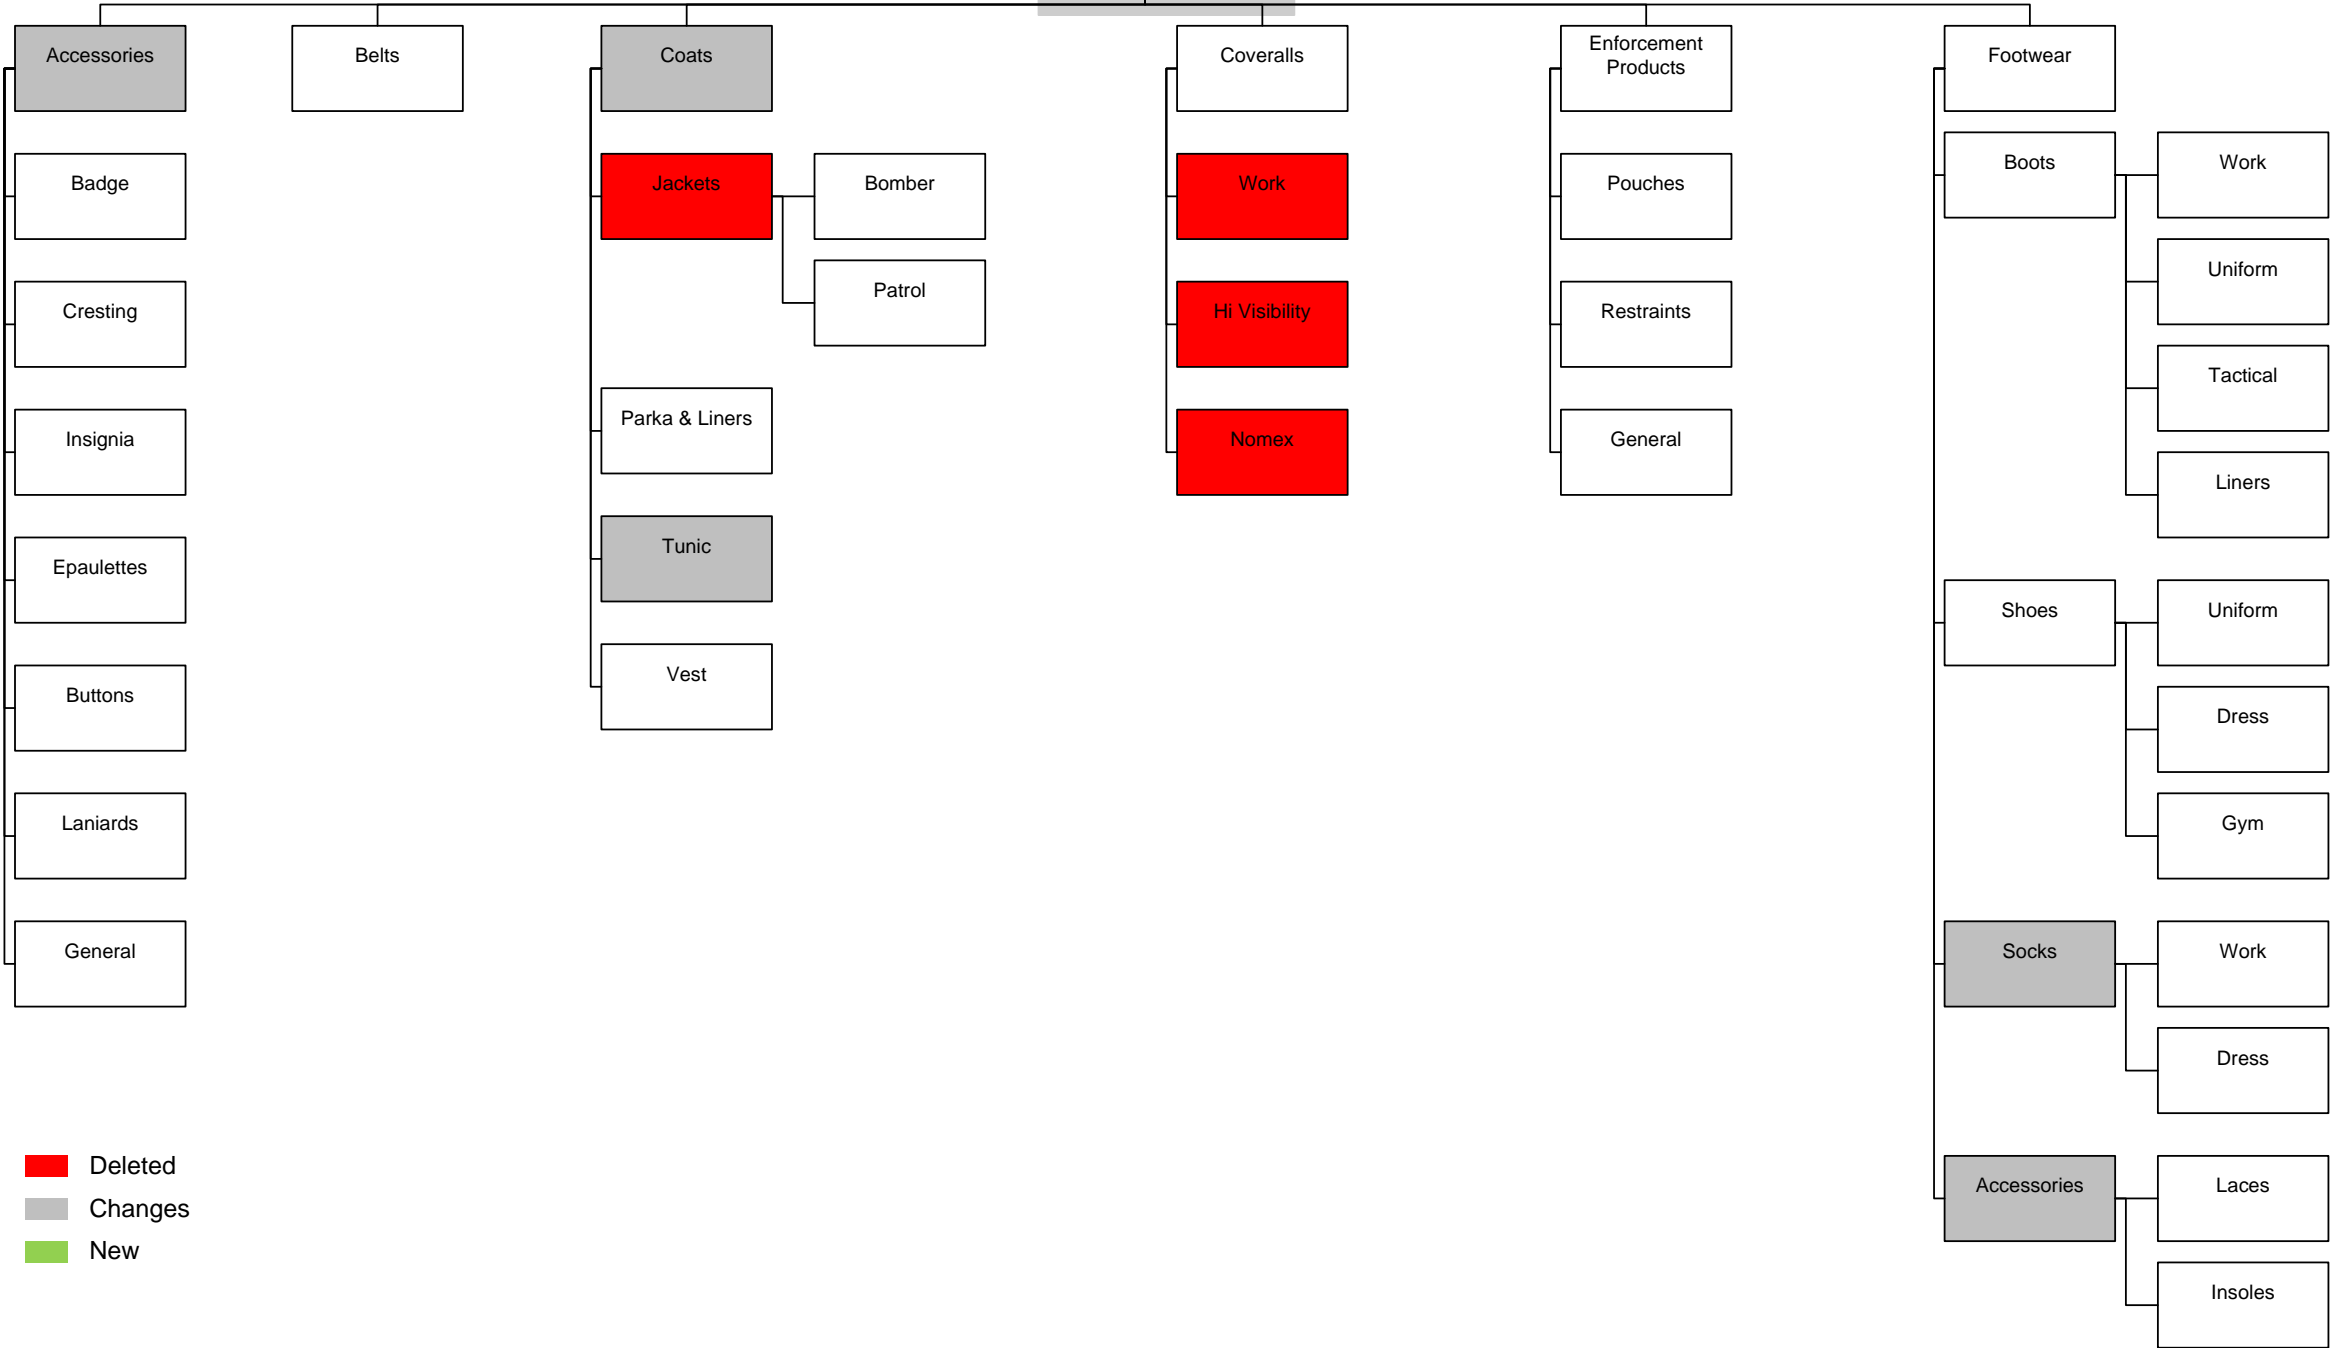 Accessories
Badge
Cresting
Insignia
Epaulettes
Buttons
Laniards
General
Belts
Coats
Jackets
Bomber
Patrol
Parka & Liners
Tunic
Vest
Coveralls
Work
Hi Visibility
Nomex
Enforcement
Products
Pouches
Restraints
General
Footwear
Boots
Work
Uniform
Tactical
Liners
Shoes
Uniform
Dress
Gym
Socks
Work
Dress
Accessories
Laces
Insoles
Deleted
Changes
New